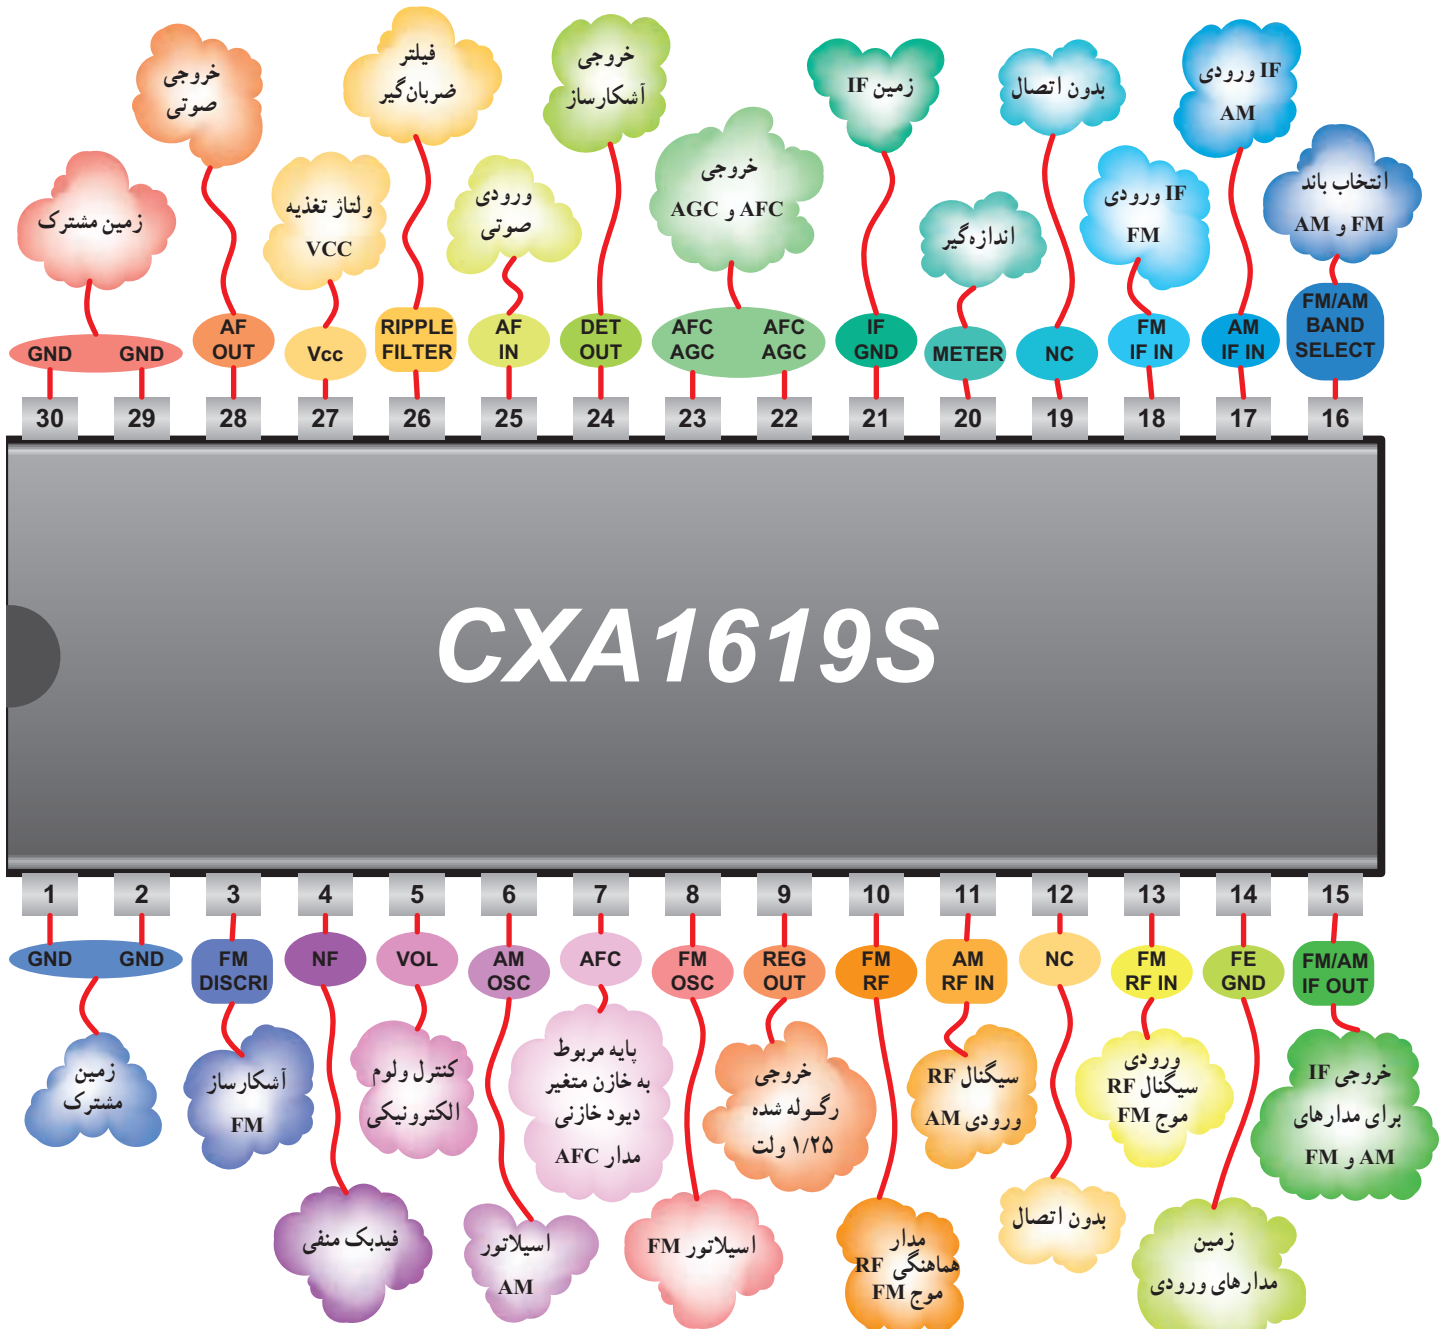 زمین مشترک
خروجی
صوتی
ولتاژ تغذیه
VCC
فیلتر
ضربان‌گیر
ورودی
صوتی
خروجی
آشکارساز
خروجی
AFC و AGC
زمین IF
اندازه‌گیر
بدون اتصال
IF ورودی
FM
IF ورودی
AM
انتخاب باند
FM و AM
GND GND
AF
OUT
Vcc
RIPPLE
FILTER
AF
IN
DET
OUT
AFC
AGC
AFC
AGC
IF
GND
METER
NC
FM
IF IN
AM
IF IN
FM/AM
BAND
SELECT
30 29 28 27 26 25 24 23 22 21 20 19 18 17 16
CXA1619S
1 2 3 4 5 6 7 8 9 10 11 12 13 14 15
GND GND
FM
DISCRI
NF
VOL
AM
OSC
AFC
FM
OSC
REG
OUT
FM
RF
AM
RF IN
NC
FM
RF IN
FE
GND
FM/AM
IF OUT
زمین
مشترک
آشکارساز
FM
فیدبک منفی
کنترل ولوم
الکترونیکی
اسیلاتور
AM
پایه مربوط
به خازن متغیر
دیود خازنی
مدار AFC
اسیلاتور FM
خروجی
رگوله شده
۱/۲۵ ولت
مدار
هماهنگی RF
موج FM
سیگنال RF
ورودی AM
بدون اتصال
ورودی
سیگنال RF
موج FM
زمین
مدارهای ورودی
خروجی IF
برای مدارهای
AM و FM